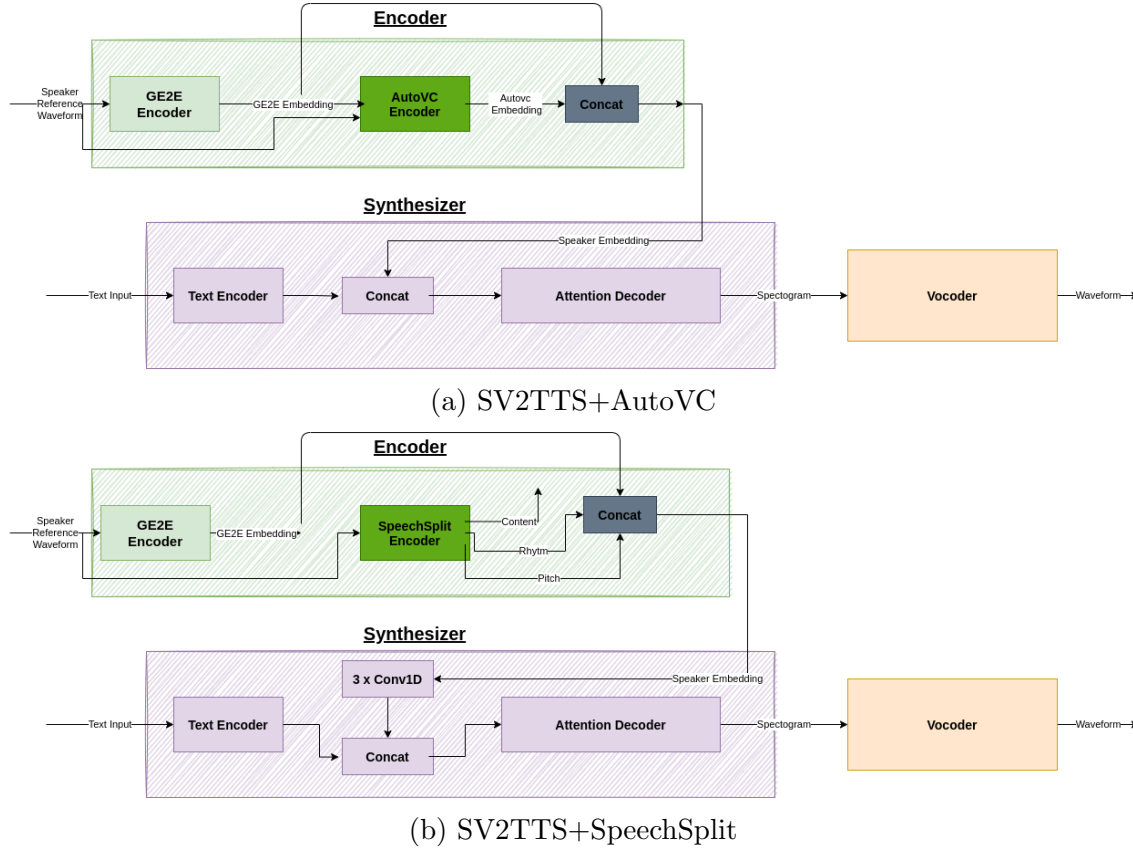 Encoder
Speaker
Reference
Waveform
GE2E
Encoder
GE2E Embedding
AutoVC
Encoder
Autovc
Embedding
Concat
Synthesizer
Speaker Embedding
Text Input
Text Encoder
Concat
Attention Decoder
Spectogram
Vocoder
Waveform
(a) SV2TTS+AutoVC
Encoder
Speaker
Reference
Waveform
GE2E
Encoder
GE2E Embedding
SpeechSplit
Encoder
Content
Rhytm
Pitch
Concat
Synthesizer
3 x Conv1D
Speaker Embedding
Text Input
Text Encoder
Concat
Attention Decoder
Spectogram
Vocoder
Waveform
(b) SV2TTS+SpeechSplit